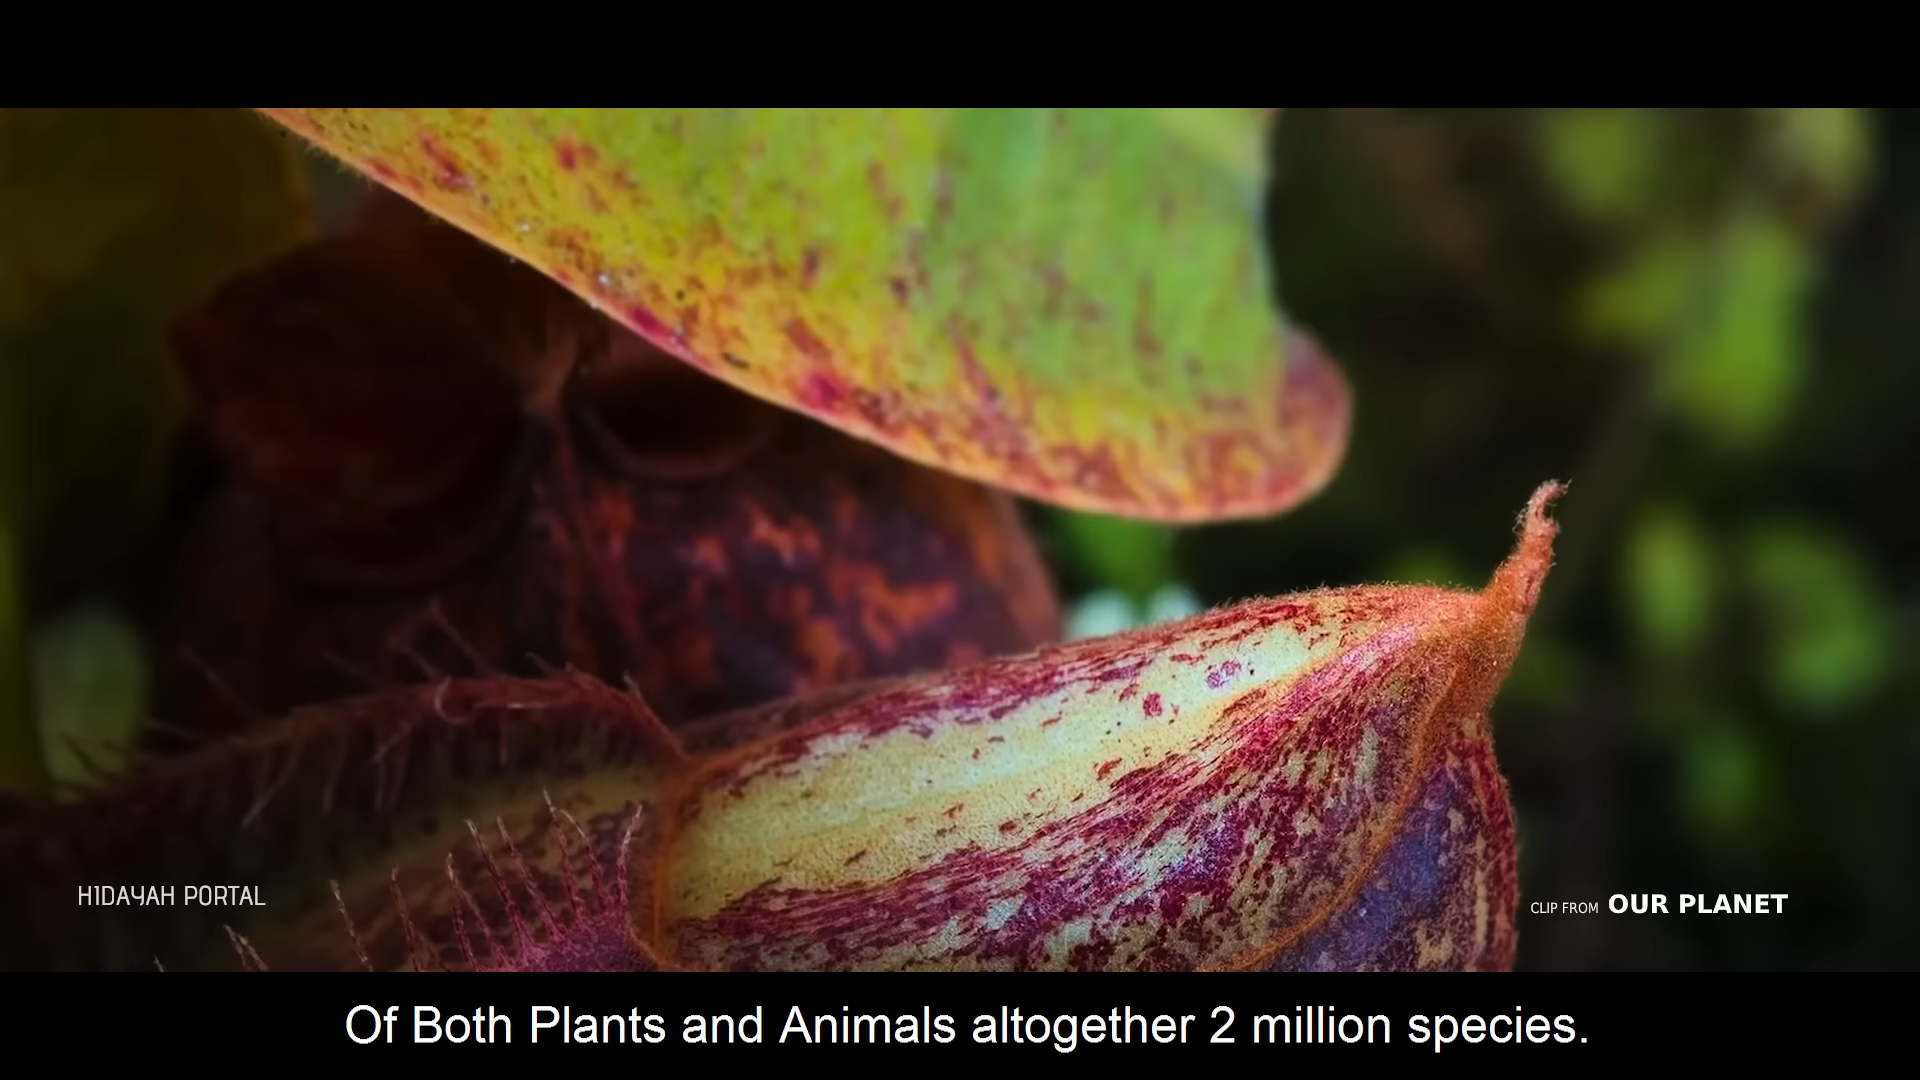 HIDAYAH PORTAL
CLIP FROM OUR PLANET
Of Both Plants and Animals altogether 2 million species.